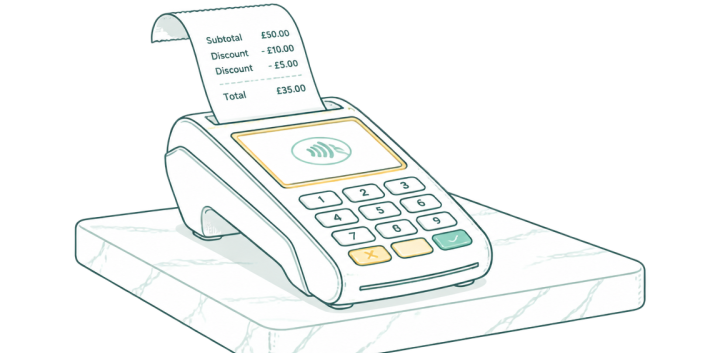 Subtotal £50.00
Discount - £10.00
Discount - £5.00
Total £35.00
1 2 3
4 5 6
7 8 9